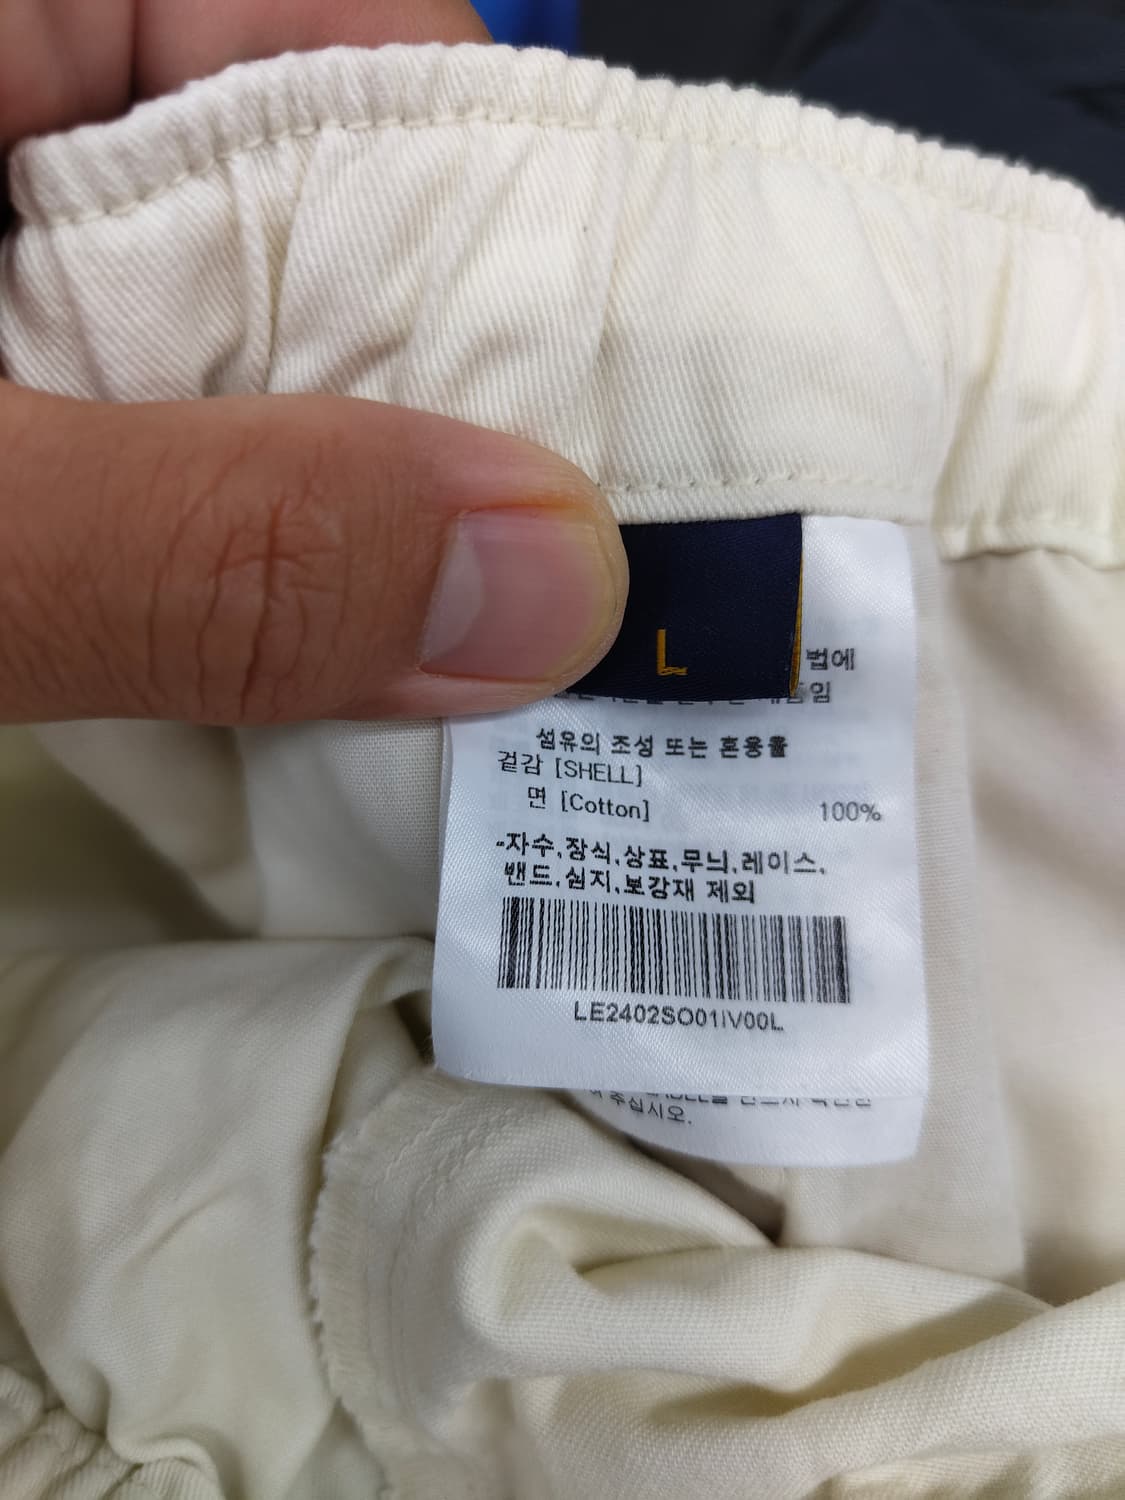 L
법에
섬유의 조성 또는 혼용율
겉감 [SHELL]
면 [Cotton] 100%
-자수,장식,상표,무늬,레이스,
밴드,심지,보강재 제외
LE2402SO01IV00L
주십시오.